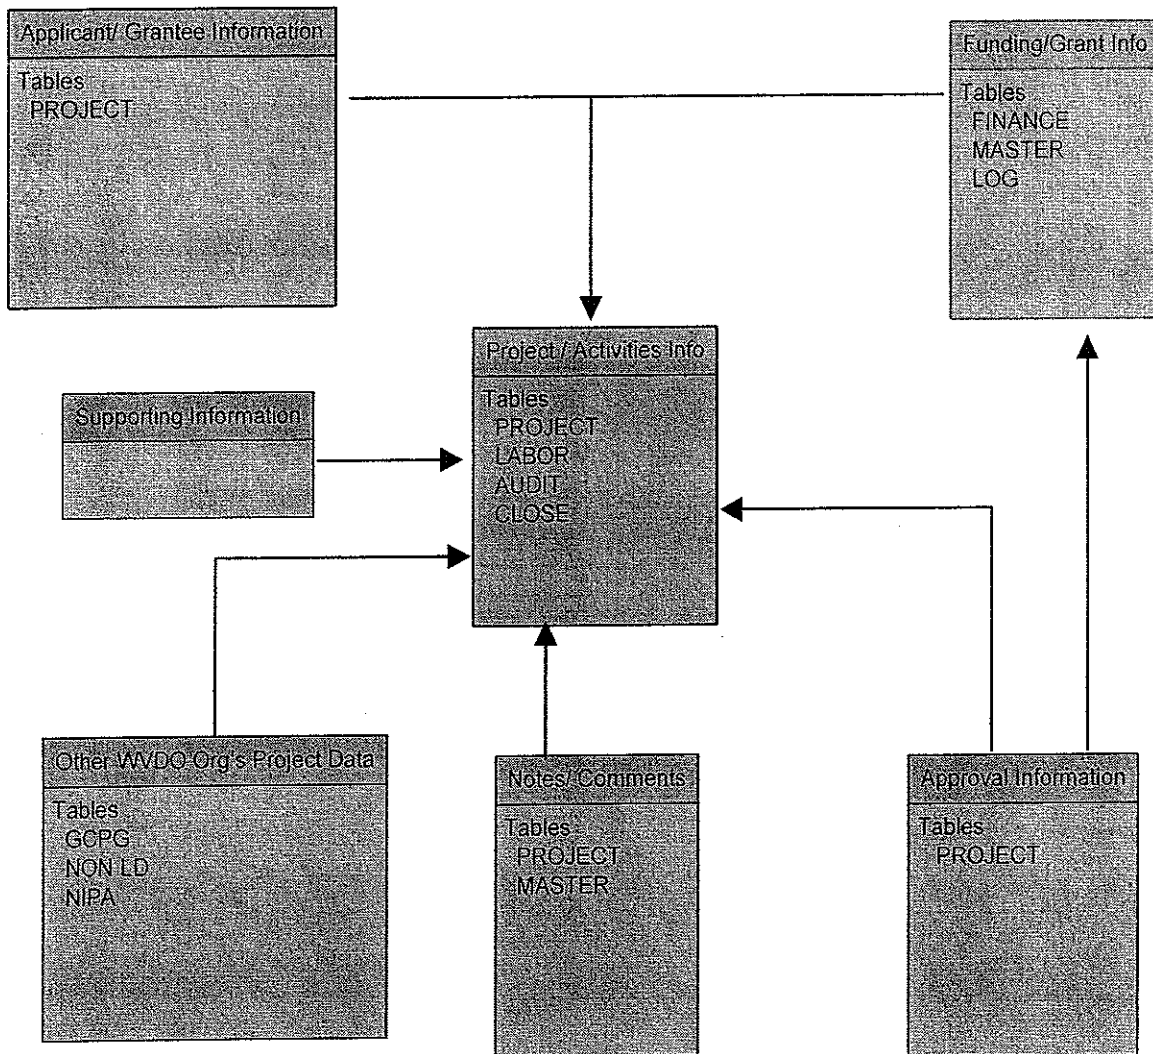 Applicant/ Grantee Information
Tables
PROJECT
Funding/Grant Info
Tables
FINANCE
MASTER
LOG
Project / Activities Info
Tables
PROJECT
LABOR
AUDIT
CLOSE
Supporting Information
Other WVDO Org's Project Data
Tables
GCPG
NON LD
NIPA
Notes/ Comments
Tables
PROJECT
MASTER
Approval Information
Tables
PROJECT